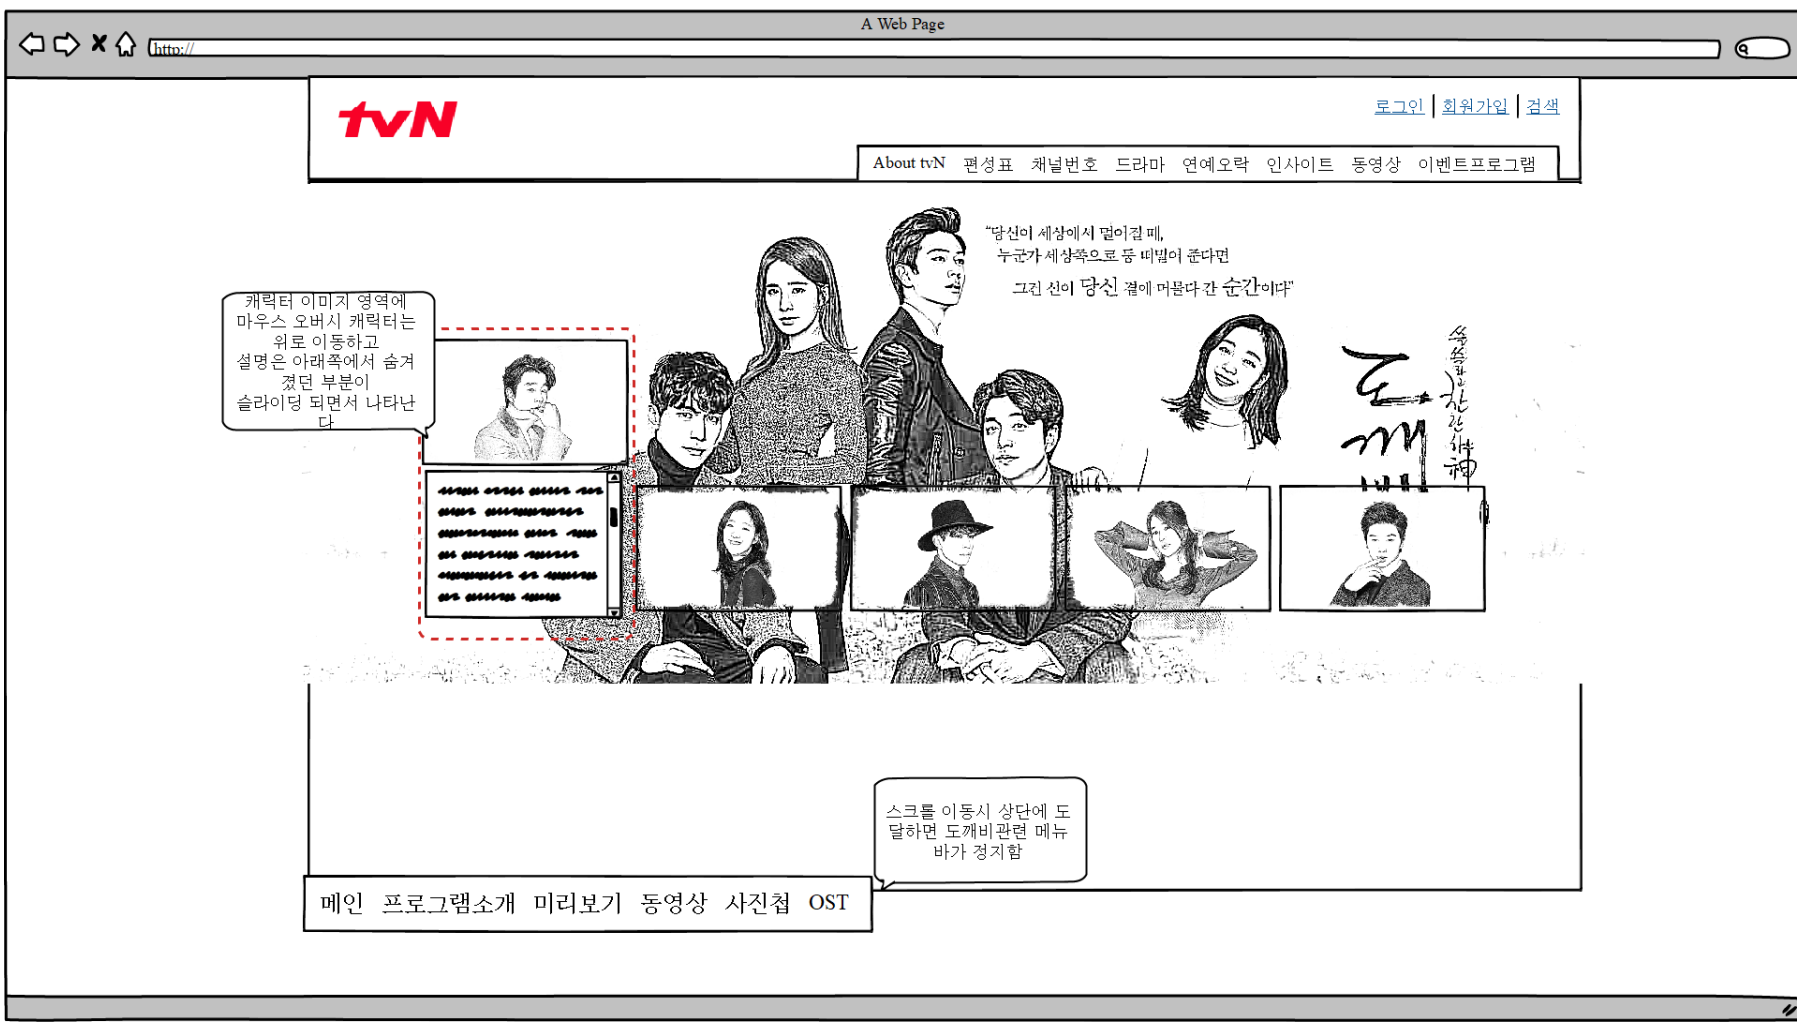 A Web Page
http://
tvN
로그인 | 회원가입 | 검색
About tvN 편성표 채널번호 드라마 연예오락 인사이트 동영상 이벤트프로그램
“당신이 세상에서 멀어질 때,
누군가 세상쪽으로 등 떠밀어 준다면
그건 신이 당신 곁에 머물다 간 순간이다”
캐릭터 이미지 영역에
마우스 오버시 캐릭터는
위로 이동하고
설명은 아래쪽에서 숨겨
졌던 부분이
슬라이딩 되면서 나타난
다
쓸쓸하고 찬란하神
도깨비
스크롤 이동시 상단에 도
달하면 도깨비관련 메뉴
바가 정지함
메인 프로그램소개 미리보기 동영상 사진첩 OST